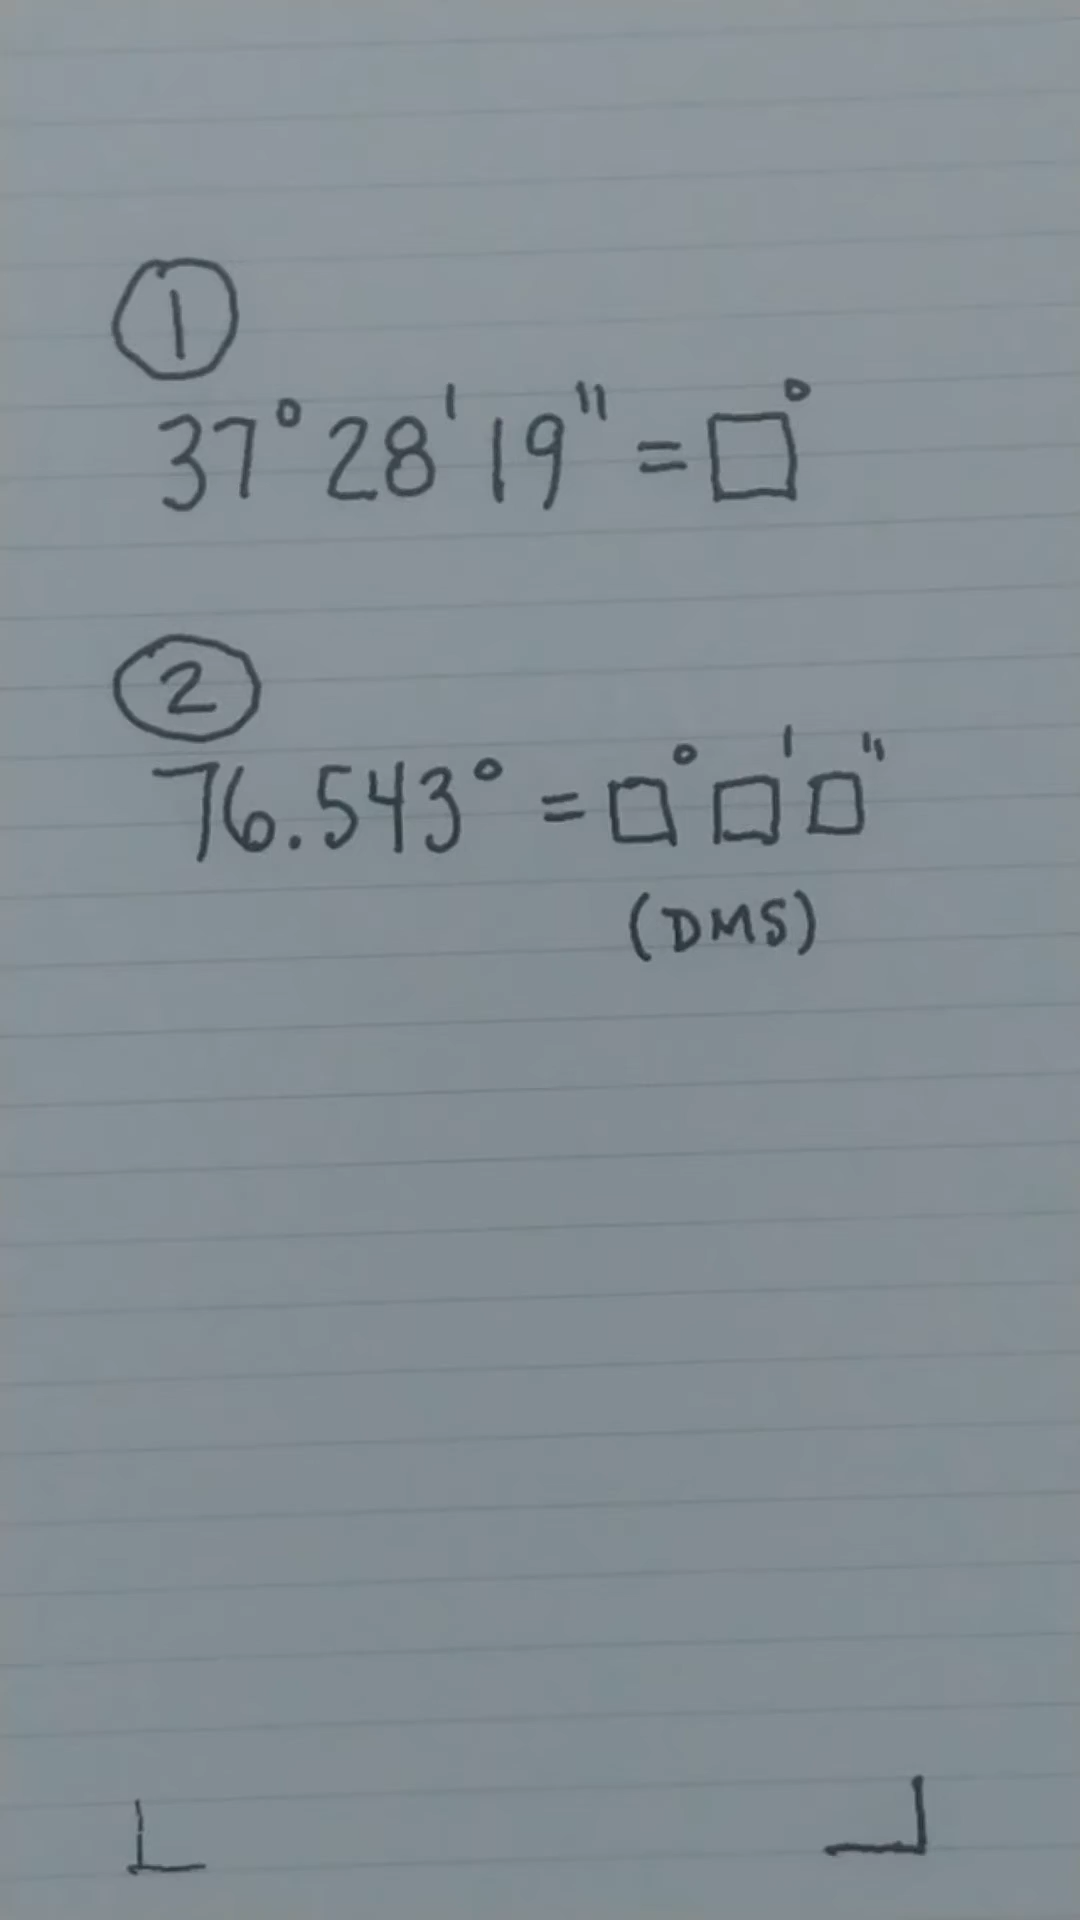 ①
37° 28' 19" = □°
②
76.543° = □° □' □"
(DMS)